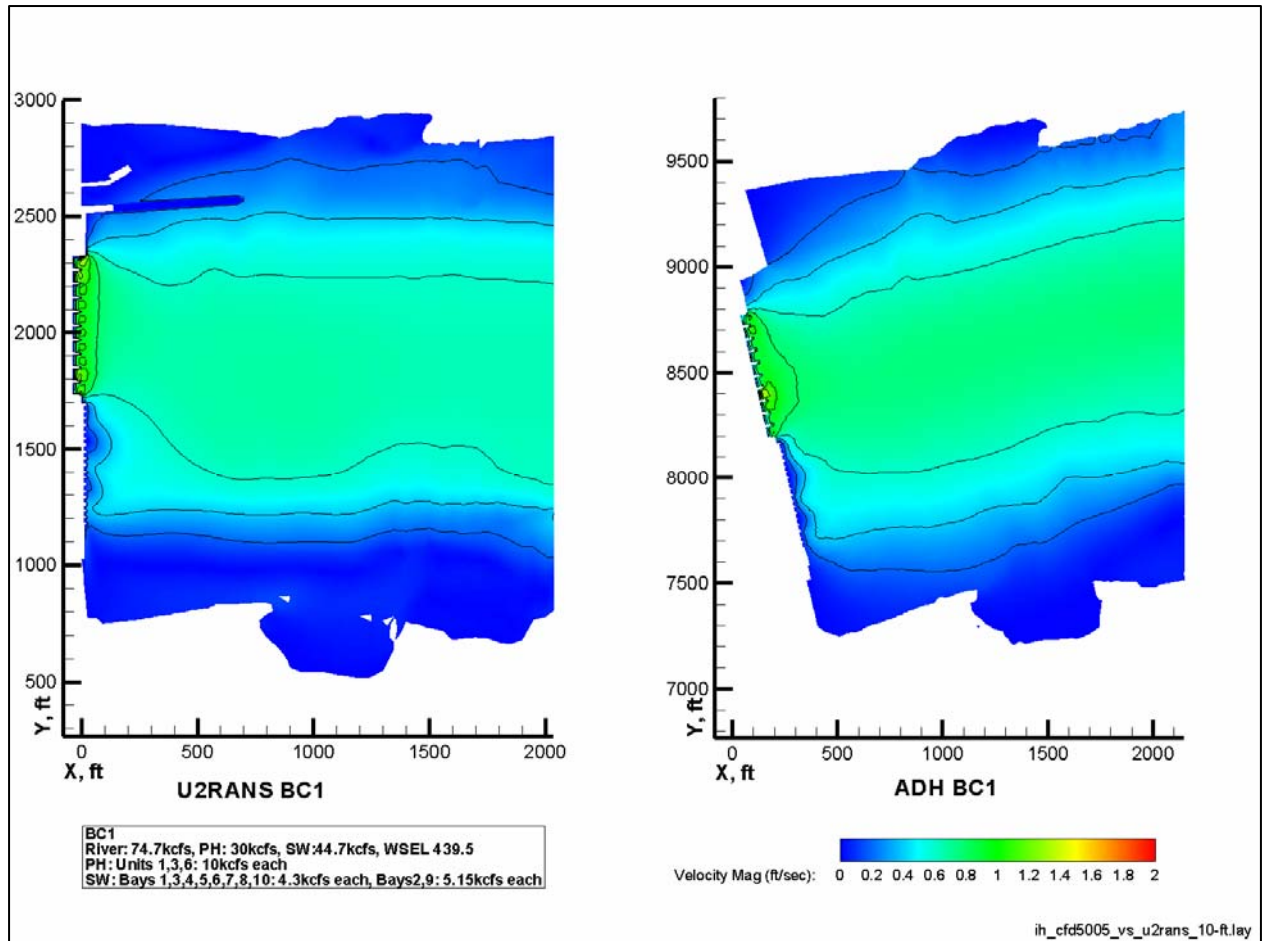 3000
2500
2000
1500
1000
500
Y, ft
0 500 1000 1500 2000
X, ft
U2RANS BC1
9500
9000
8500
8000
7500
7000
Y, ft
0 500 1000 1500 2000
X, ft
ADH BC1
BC1
River: 74.7kcfs, PH: 30kcfs, SW:44.7kcfs, WSEL 439.5
PH: Units 1,3,6: 10kcfs each
SW: Bays 1,3,4,5,6,7,8,10: 4.3kcfs each, Bays2,9: 5.15kcfs each
Velocity Mag (ft/sec): 0 0.2 0.4 0.6 0.8 1 1.2 1.4 1.6 1.8 2
ih_cfd5005_vs_u2rans_10-ft.lay